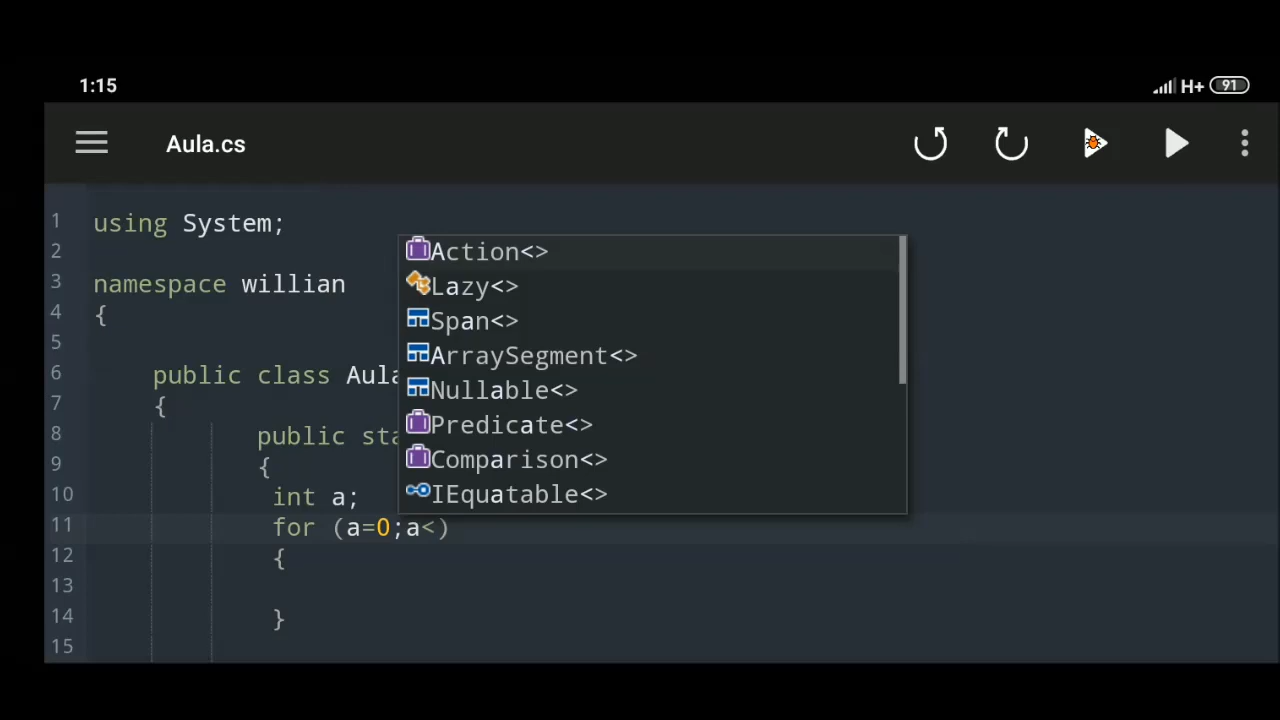 1:15
H+ 91
Aula.cs
1 using System;
2
3 namespace willian
4 {
5
6 public class Aula
7 {
8 public sta
9 {
10 int a;
11 for (a=0;a<)
12 {
13
14 }
15
Action<>
Lazy<>
Span<>
ArraySegment<>
Nullable<>
Predicate<>
Comparison<>
IEquatable<>